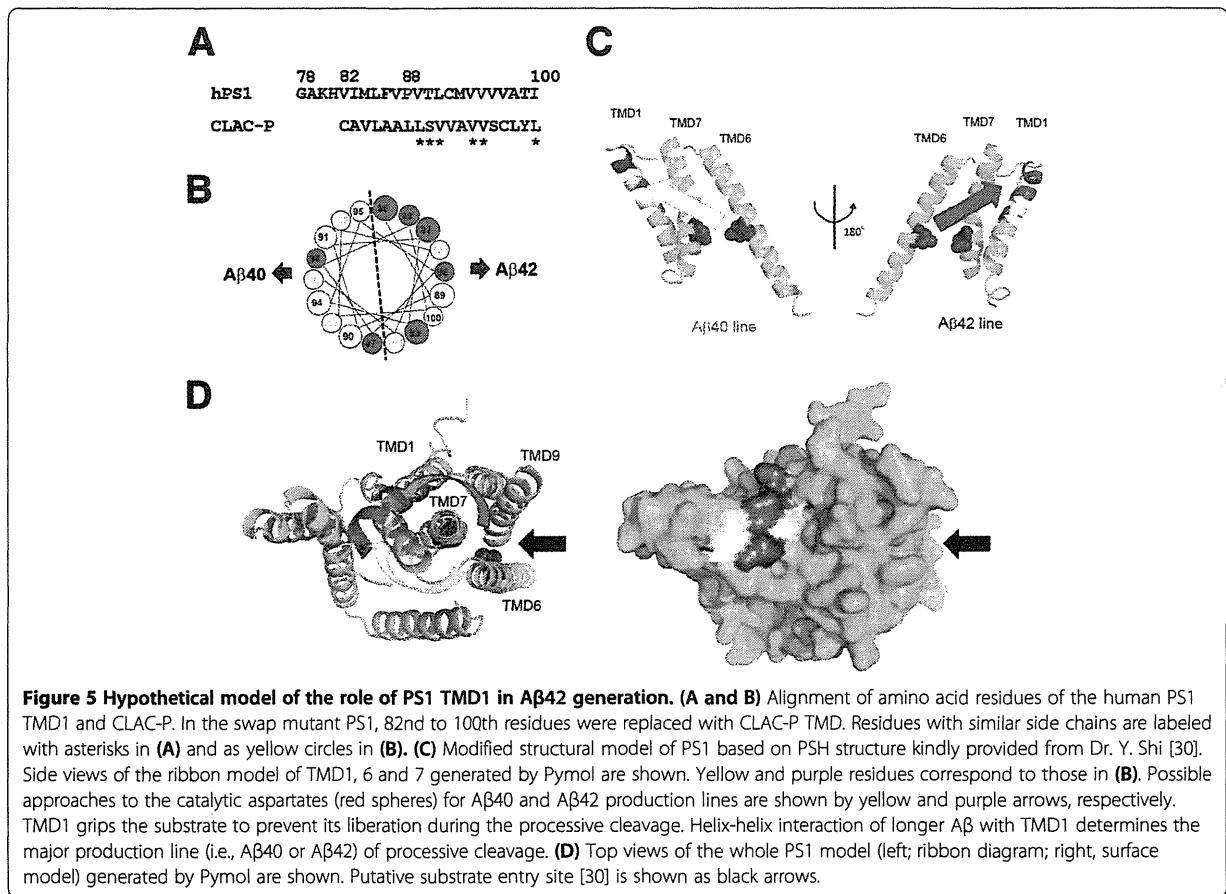 A
78 82 88 100
hPS1 GAKHVIMLFVPVTLCMVVVVATI
CLAC-P CAVLAALLSVVAVVSCLYL
*** ** *
B
95
91
94
90
89
100
Aβ40
Aβ42
C
TMD1
TMD7
TMD6
180°
TMD6
TMD7
TMD1
Aβ40 line
Aβ42 line
D
TMD1
TMD9
TMD7
TMD6
Figure 5 Hypothetical model of the role of PS1 TMD1 in Aβ42 generation. (A and B) Alignment of amino acid residues of the human PS1
TMD1 and CLAC-P. In the swap mutant PS1, 82nd to 100th residues were replaced with CLAC-P TMD. Residues with similar side chains are labeled
with asterisks in (A) and as yellow circles in (B). (C) Modified structural model of PS1 based on PSH structure kindly provided from Dr. Y. Shi [30].
Side views of the ribbon model of TMD1, 6 and 7 generated by Pymol are shown. Yellow and purple residues correspond to those in (B). Possible
approaches to the catalytic aspartates (red spheres) for Aβ40 and Aβ42 production lines are shown by yellow and purple arrows, respectively.
TMD1 grips the substrate to prevent its liberation during the processive cleavage. Helix-helix interaction of longer Aβ with TMD1 determines the
major production line (i.e., Aβ40 or Aβ42) of processive cleavage. (D) Top views of the whole PS1 model (left; ribbon diagram; right, surface
model) generated by Pymol are shown. Putative substrate entry site [30] is shown as black arrows.